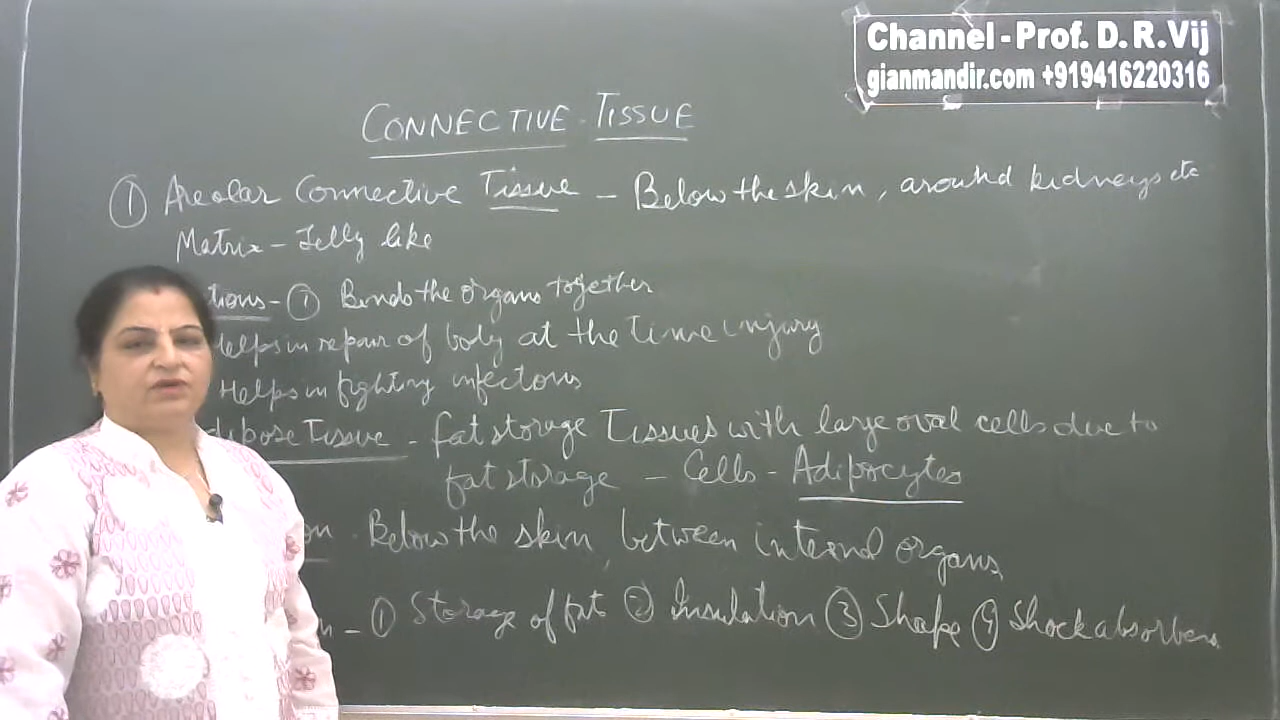 Channel - Prof. D. R. Vij
gianmandir.com +919416220316
CONNECTIVE - TISSUE
① Areolar Connective Tissue - Below the skin, around kidneys etc
Matrix - Jelly like
tions - ① Binds the organs together
Helps in repair of body at the time injury
Helps in fighting infections
dipose Tissue - fat storage Tissues with large oval cells due to
fat storage - Cells - Adipocytes
on - Below the skin, between internal organs
n - ① Storage of fat ② Insulation ③ Shape ④ Shock absorbers